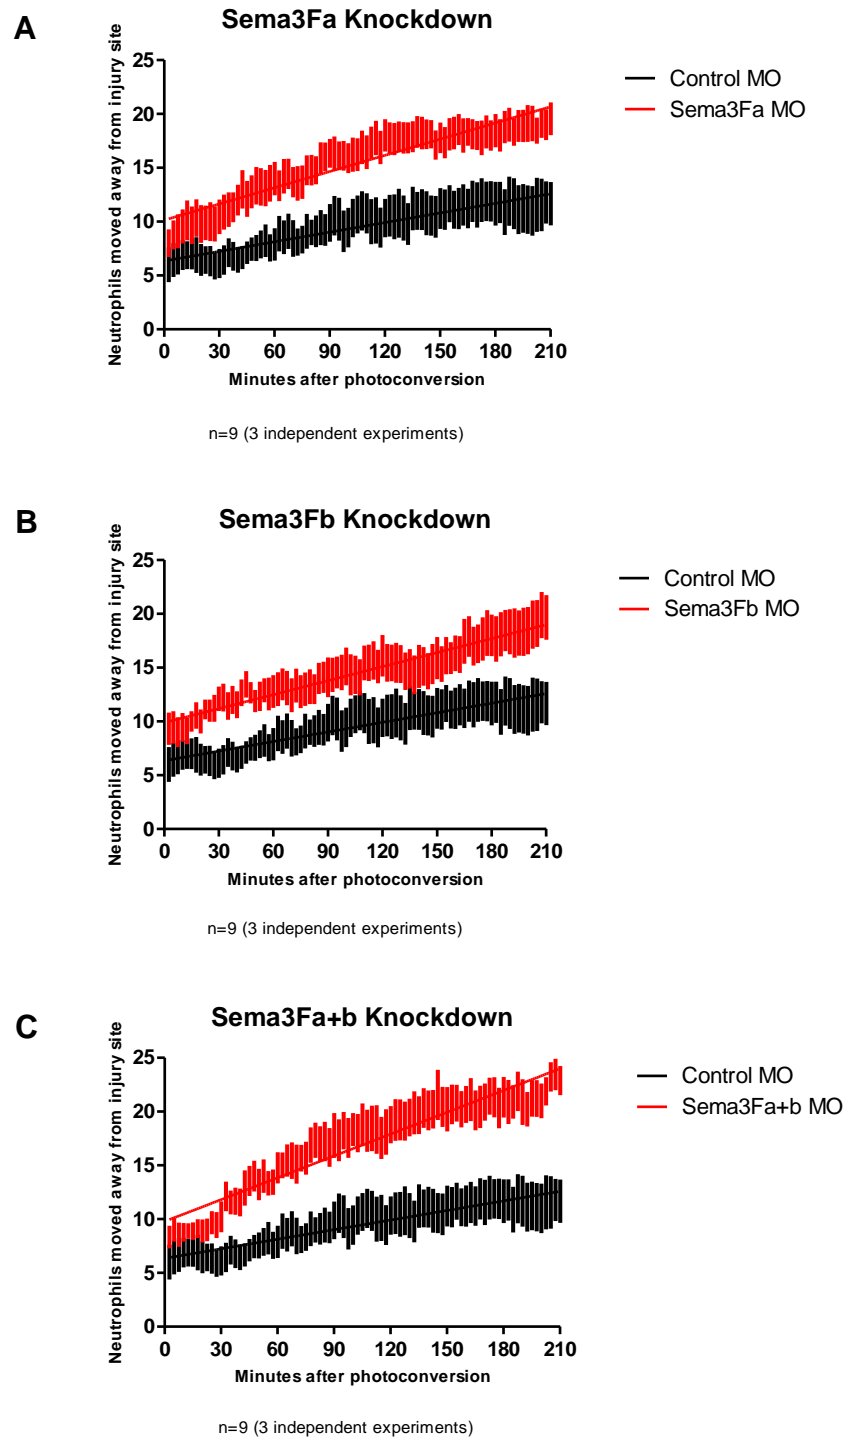 A
Sema3Fa Knockdown
Neutrophils moved away from injury site
25
20
15
10
5
0
0 30 60 90 120 150 180 210
Minutes after photoconversion
Control MO
Sema3Fa MO
n=9 (3 independent experiments)
B
Sema3Fb Knockdown
Neutrophils moved away from injury site
25
20
15
10
5
0
0 30 60 90 120 150 180 210
Minutes after photoconversion
Control MO
Sema3Fb MO
n=9 (3 independent experiments)
C
Sema3Fa+b Knockdown
Neutrophils moved away from injury site
25
20
15
10
5
0
0 30 60 90 120 150 180 210
Minutes after photoconversion
Control MO
Sema3Fa+b MO
n=9 (3 independent experiments)